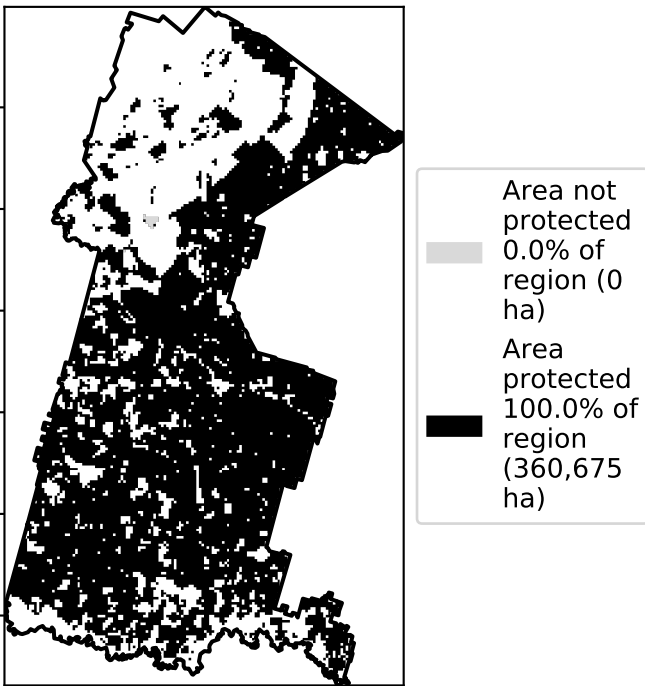 Area not
protected
0.0% of
region (0
ha)
Area
protected
100.0% of
region
(360,675
ha)